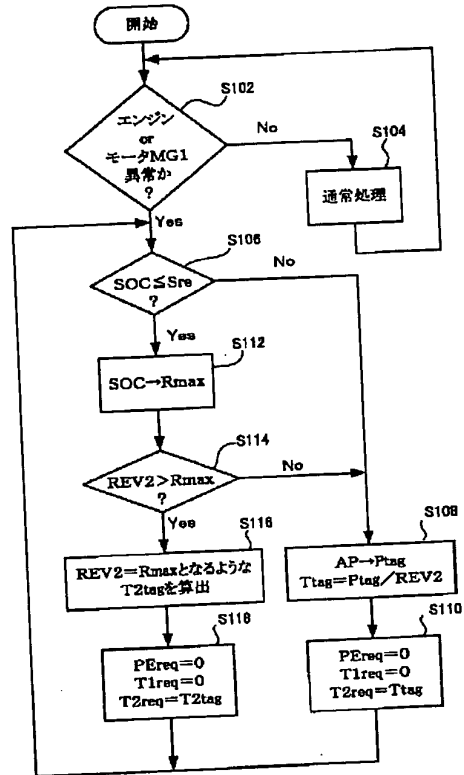 開始
S102
エンジン
or
モータMG1
異常か
?
No
S104
通常処理
Yes
S106
SOC≦Sre
?
No
Yes
S112
SOC→Rmax
S114
REV2>Rmax
?
No
Yes
S116
REV2=Rmaxとなるような
T2tagを算出
S108
AP→Ptag
Ttag=Ptag/REV2
S118
PEreq=0
T1req=0
T2req=T2tag
S110
PEreq=0
T1req=0
T2req=Ttag